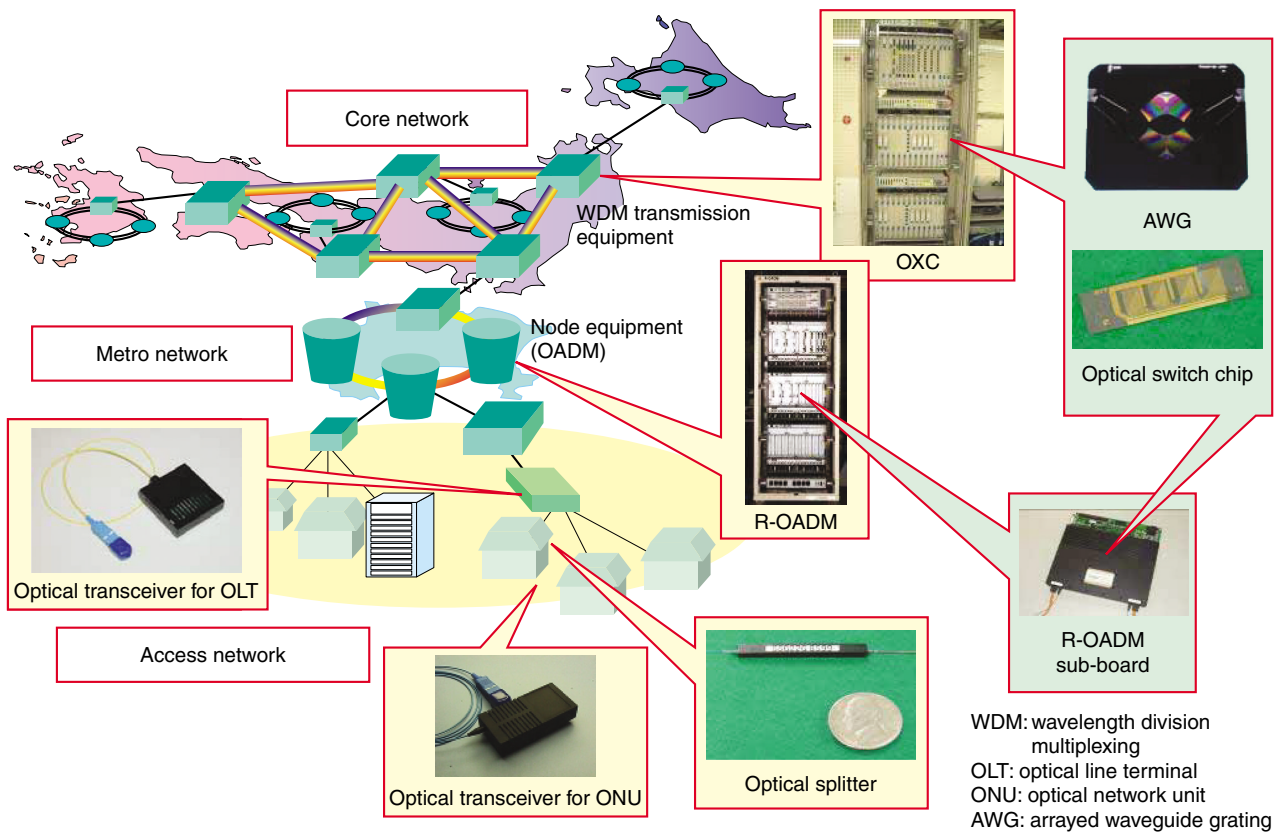 Core network
WDM transmission
equipment
OXC
AWG
Optical switch chip
Metro network
Node equipment
(OADM)
R-OADM
Optical transceiver for OLT
R-OADM
sub-board
Access network
Optical transceiver for ONU
Optical splitter
WDM: wavelength division
multiplexing
OLT: optical line terminal
ONU: optical network unit
AWG: arrayed waveguide grating